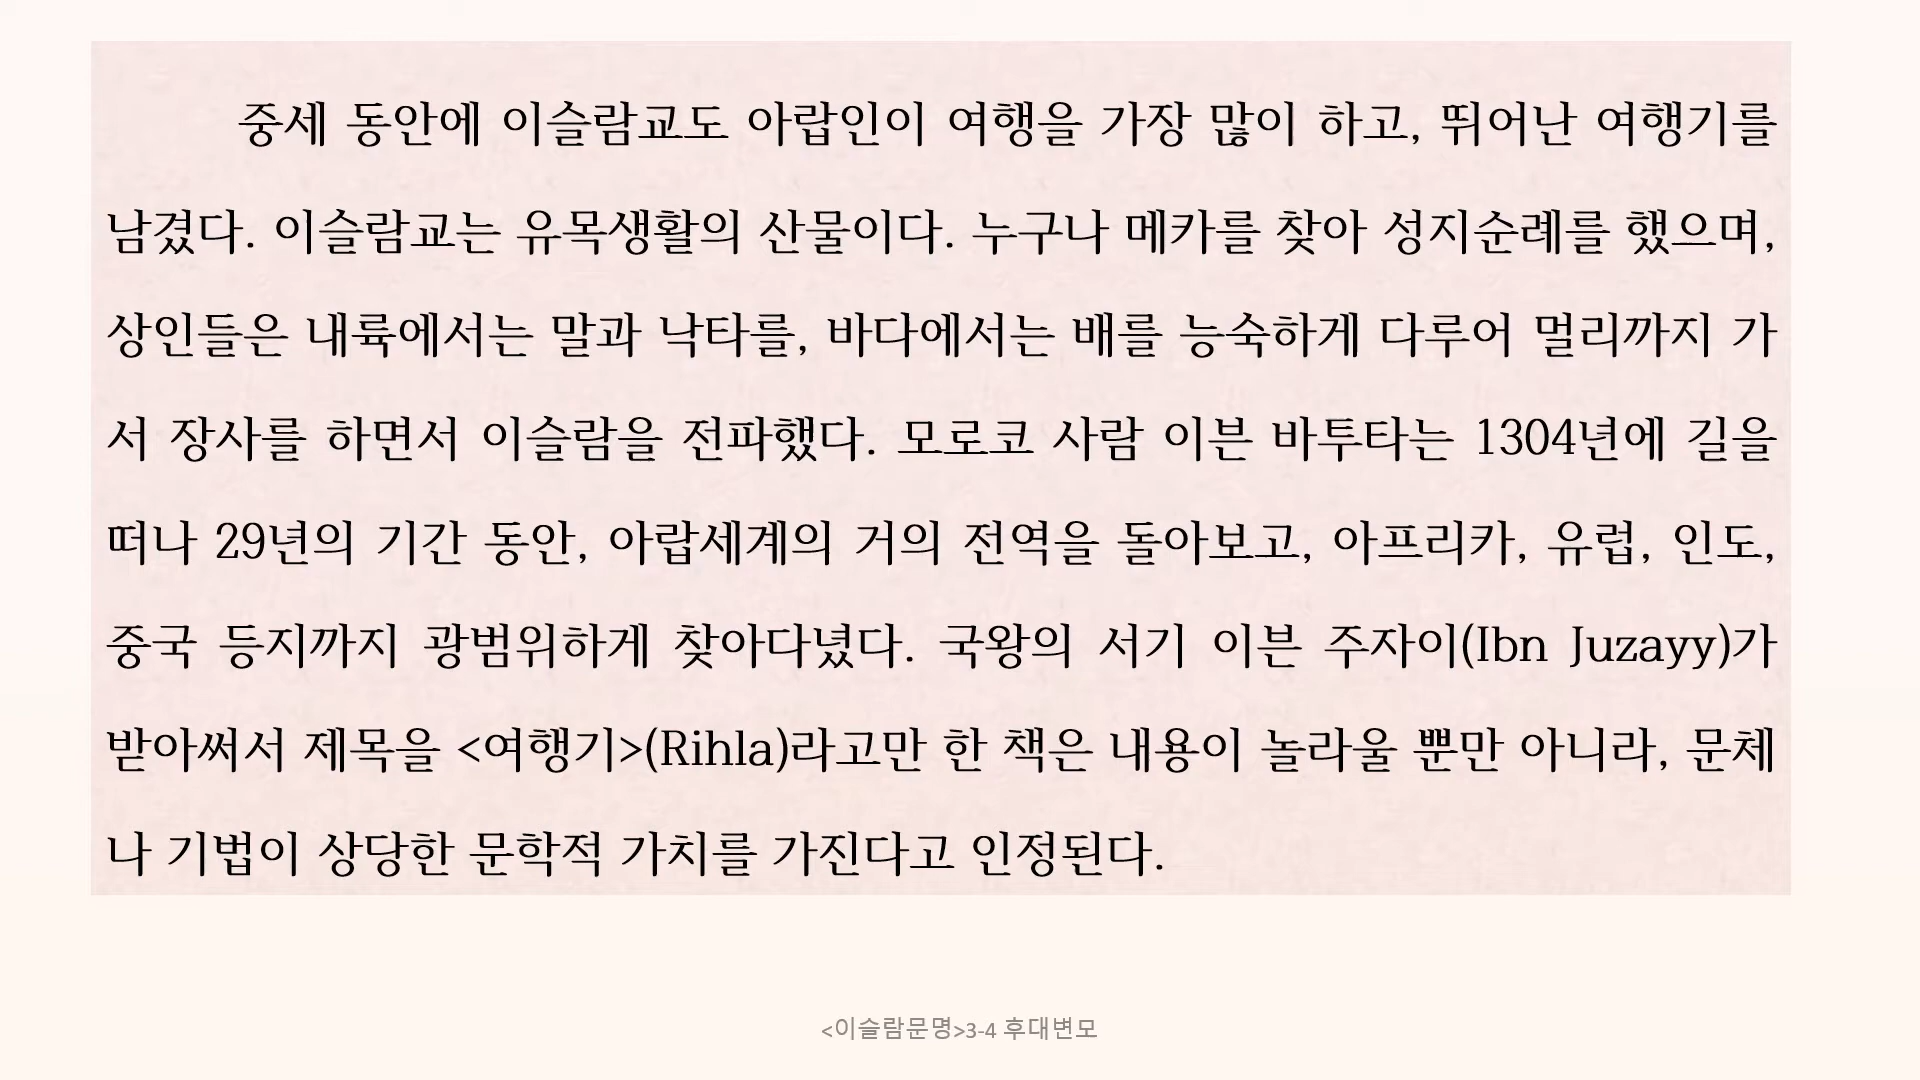 중세 동안에 이슬람교도 아랍인이 여행을 가장 많이 하고, 뛰어난 여행기를
남겼다. 이슬람교는 유목생활의 산물이다. 누구나 메카를 찾아 성지순례를 했으며,
상인들은 내륙에서는 말과 낙타를, 바다에서는 배를 능숙하게 다루어 멀리까지 가
서 장사를 하면서 이슬람을 전파했다. 모로코 사람 이븐 바투타는 1304년에 길을
떠나 29년의 기간 동안, 아랍세계의 거의 전역을 돌아보고, 아프리카, 유럽, 인도,
중국 등지까지 광범위하게 찾아다녔다. 국왕의 서기 이븐 주자이(Ibn Juzayy)가
받아써서 제목을 <여행기>(Rihla)라고만 한 책은 내용이 놀라울 뿐만 아니라, 문체
나 기법이 상당한 문학적 가치를 가진다고 인정된다.
<이슬람문명>3-4 후대변모